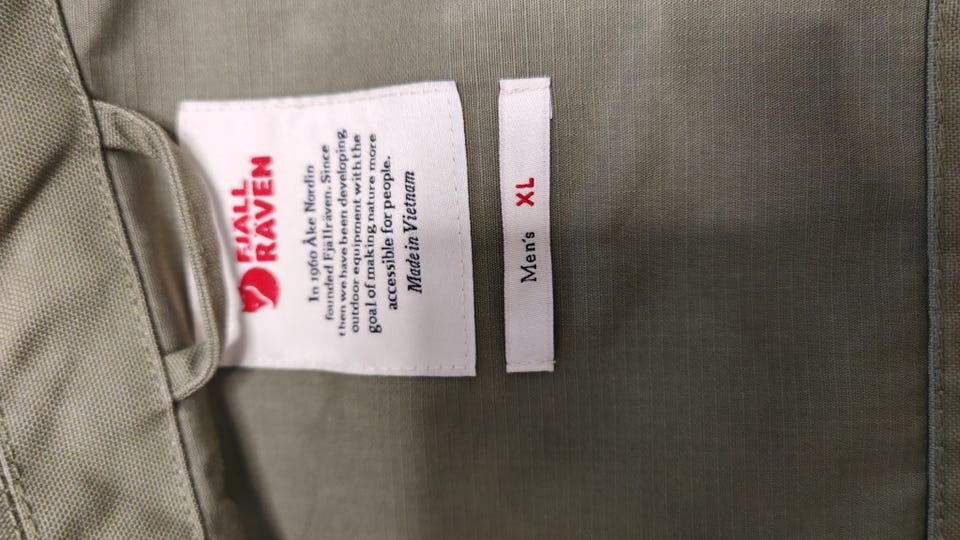 FJÄLL
RÄVEN
In 1960 Åke Nordin
founded Fjällräven. Since
then we have been developing
outdoor equipment with the
goal of making nature more
accessible for people.
Made in Vietnam
Men's XL